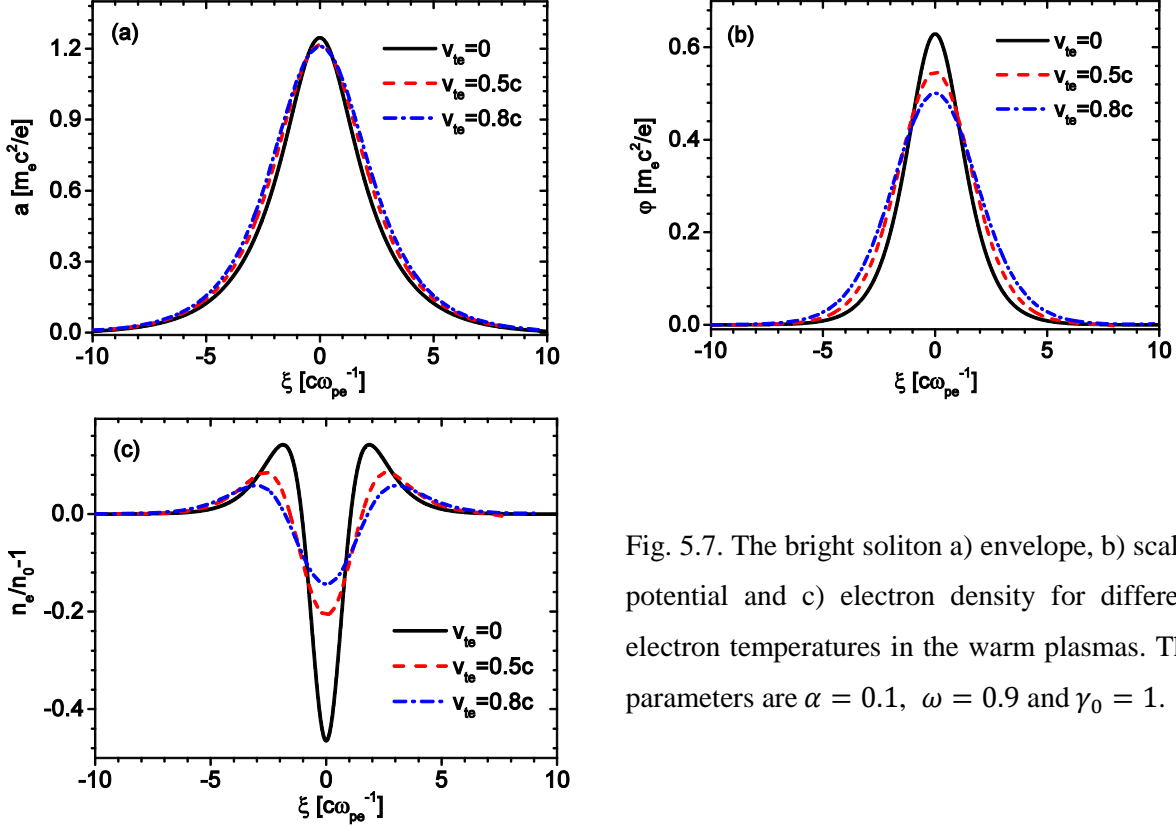 (a)
v_te=0
v_te=0.5c
v_te=0.8c
a [m_e c^2/e]
1.2
0.9
0.6
0.3
0.0
-10 -5 0 5 10
ξ [cω_pe^-1]
(b)
v_te=0
v_te=0.5c
v_te=0.8c
φ [m_e c^2/e]
0.6
0.4
0.2
0.0
-10 -5 0 5 10
ξ [cω_pe^-1]
(c)
v_te=0
v_te=0.5c
v_te=0.8c
n_e/n_0-1
0.0
-0.2
-0.4
-10 -5 0 5 10
ξ [cω_pe^-1]
Fig. 5.7. The bright soliton a) envelope, b) scal
potential and c) electron density for differe
electron temperatures in the warm plasmas. Th
parameters are α = 0.1, ω = 0.9 and γ_0 = 1.